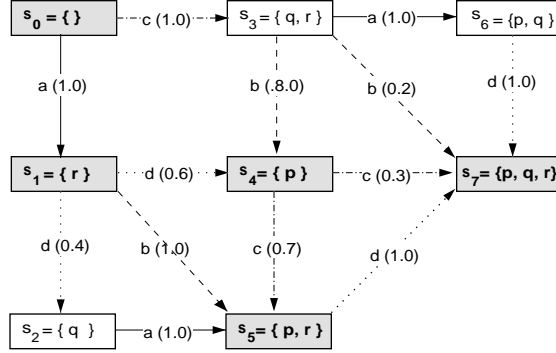 s0 = { }
c (1.0)
s3 = { q, r }
a (1.0)
s6 = {p, q }
a (1.0)
b (.8.0)
b (0.2)
d (1.0)
s1 = { r }
d (0.6)
s4 = { p }
c (0.3)
s7= {p, q, r}
d (0.4)
b (1.0)
c (0.7)
d (1.0)
s2 = { q }
a (1.0)
s5 = { p, r }